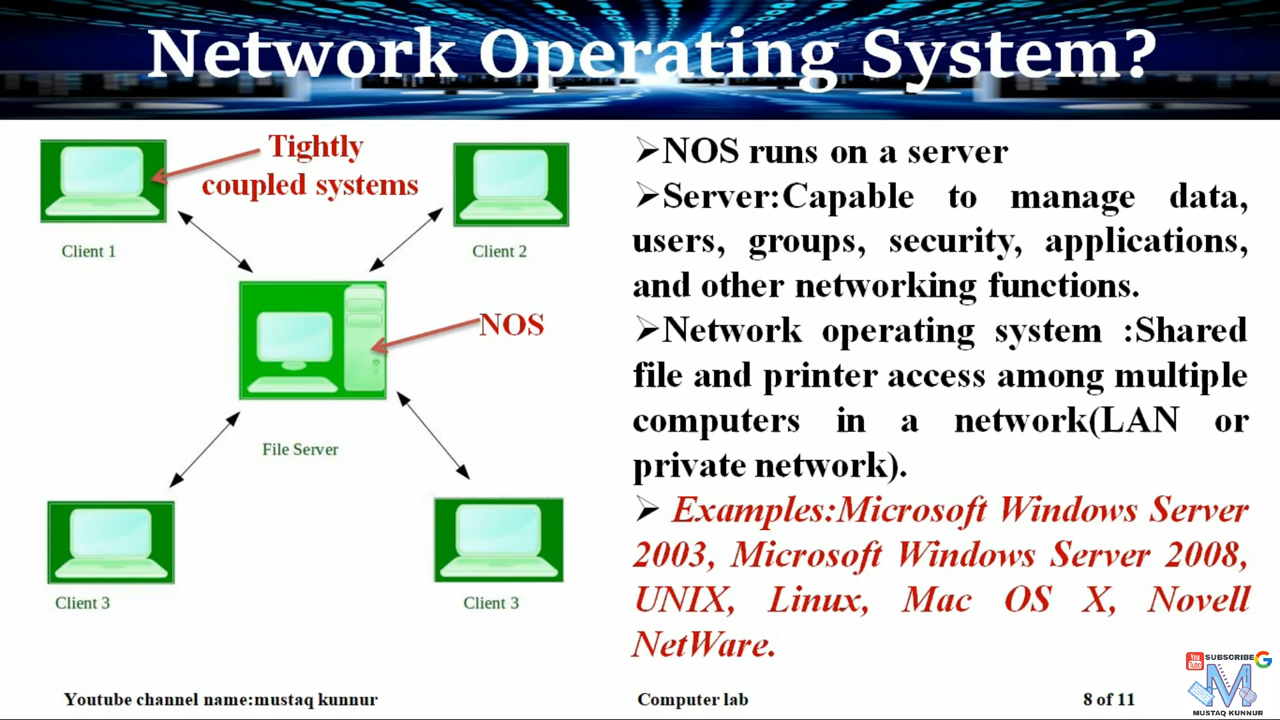 Network Operating System?
Tightly
coupled systems
Client 1
Client 2
NOS
File Server
Client 3
Client 3
➢NOS runs on a server
➢Server:Capable to manage data,
users, groups, security, applications,
and other networking functions.
➢Network operating system :Shared
file and printer access among multiple
computers in a network(LAN or
private network).
➢ Examples:Microsoft Windows Server
2003, Microsoft Windows Server 2008,
UNIX, Linux, Mac OS X, Novell
NetWare.
You Tube SUBSCRIBE G
M
MUSTAQ KUNNUR
Youtube channel name:mustaq kunnur
Computer lab
8 of 11